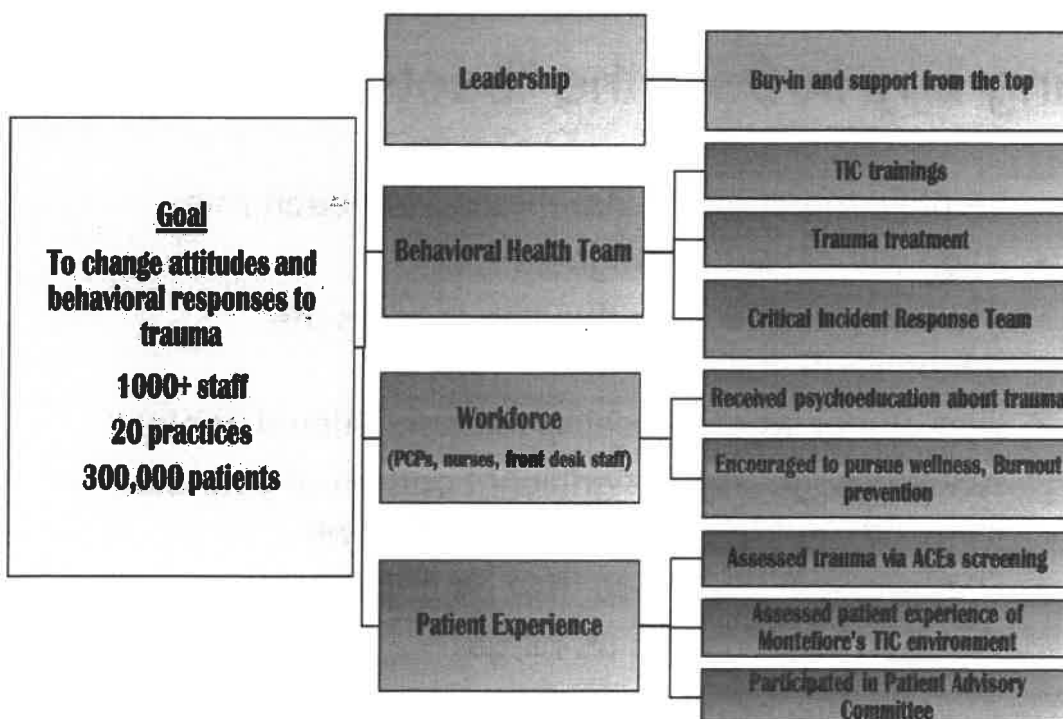 Goal
To change attitudes and
behavioral responses to
trauma
1000+ staff
20 practices
300,000 patients
Leadership
Buy-in and support from the top
Behavioral Health Team
TIC trainings
Trauma treatment
Critical Incident Response Team
Workforce
(PCPs, nurses, front desk staff)
Received psychoeducation about trauma
Encouraged to pursue wellness, Burnout
prevention
Patient Experience
Assessed trauma via ACEs screening
Assessed patient experience of
Montefiore's TIC environment
Participated in Patient Advisory
Committee